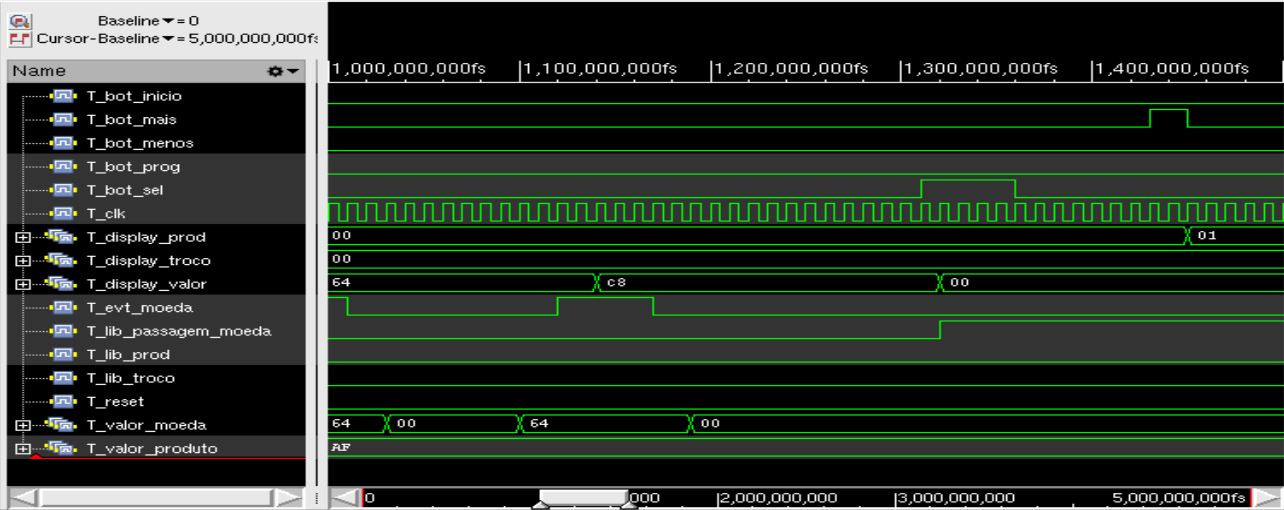 Baseline▼= 0
Cursor-Baseline▼= 5,000,000,000fs
Name
|1,000,000,000fs |1,100,000,000fs |1,200,000,000fs |1,300,000,000fs |1,400,000,000fs
T_bot_inicio
T_bot_mais
T_bot_menos
T_bot_prog
T_bot_sel
T_clk
T_display_prod 00 01
T_display_troco 00
T_display_valor 64 C8 00
T_evt_moeda
T_lib_passagem_moeda
T_lib_prod
T_lib_troco
T_reset
T_valor_moeda 64 00 64 00
T_valor_produto AF
0 000 |2,000,000,000 |3,000,000,000 5,000,000,000fs